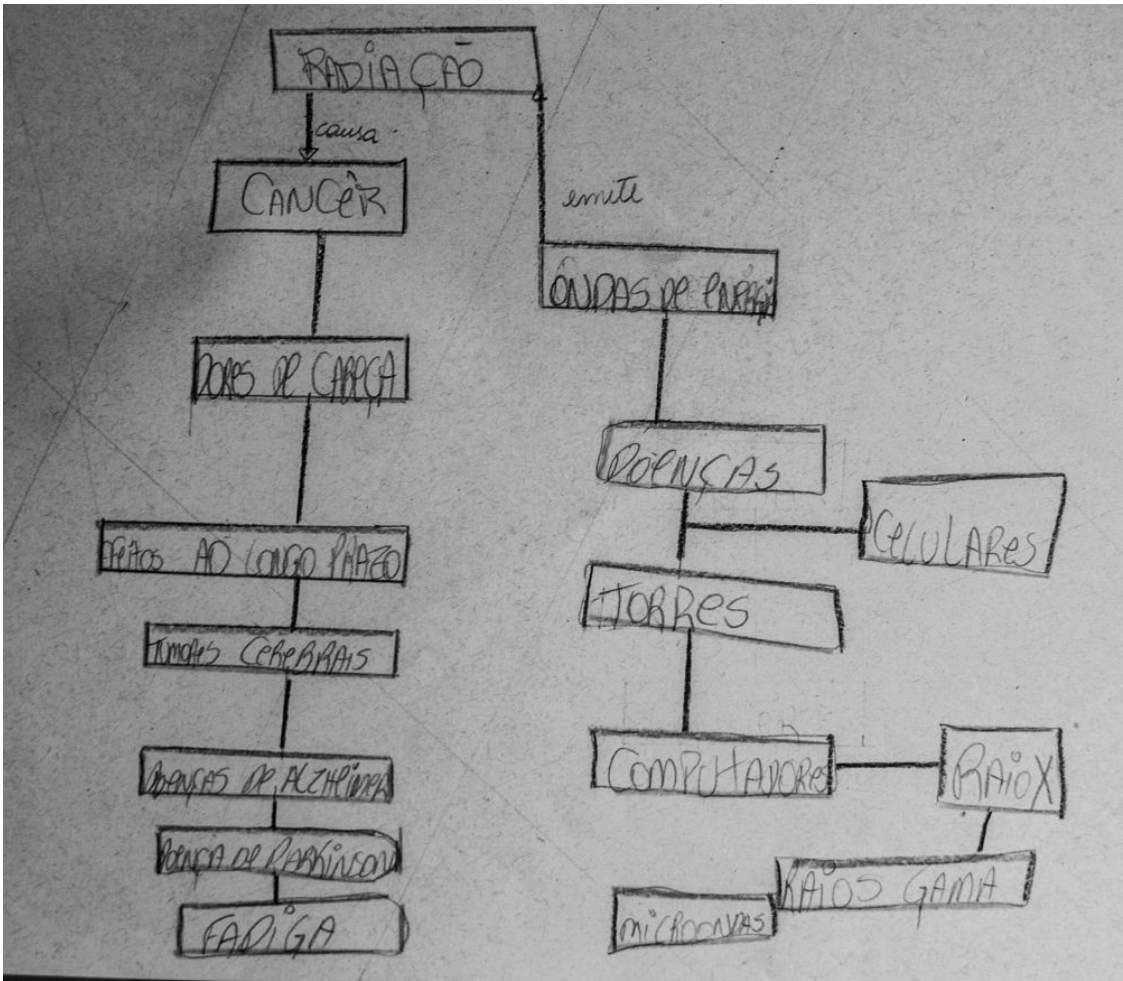 RADIAÇÃO
causa
CANCêR
emite
ONDAS De eNeRGiA
DORes De CABeÇA
DOeNÇAS
CeLULARes
eFeitos AO LONGO PRAZO
TORRes
TUMORes CeReBRAis
COMPUTADORes
RAiO X
DOeNÇAS De ALZHeiMeR
DOeNÇA De PARKiNSON
RAiOS GAMA
MiCROONDAS
FADiGA